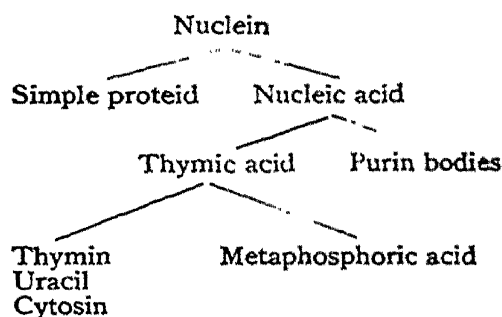 Nuclein
Simple proteid Nucleic acid
Thymic acid Purin bodies
Thymin Metaphosphoric acid
Uracil
Cytosin